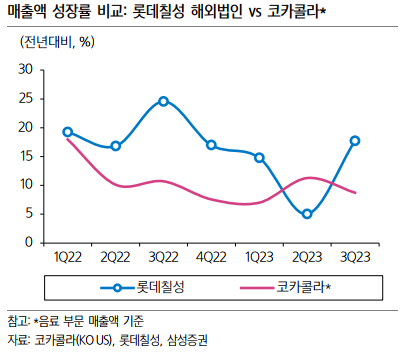 매출액 성장률 비교: 롯데칠성 해외법인 vs 코카콜라*
(전년대비, %)
30
25
20
15
10
5
0
1Q22 2Q22 3Q22 4Q22 1Q23 2Q23 3Q23
롯데칠성 코카콜라*
참고: *음료 부문 매출액 기준
자료: 코카콜라(KO US), 롯데칠성, 삼성증권